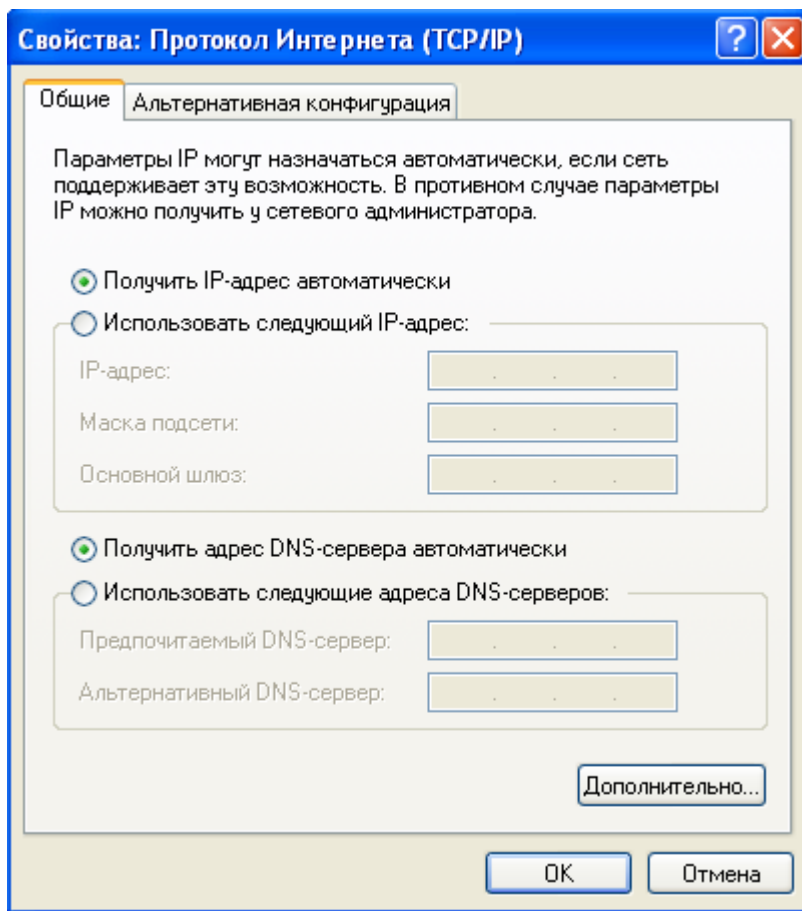 Свойства: Протокол Интернета (TCP/IP)
Общие
Альтернативная конфигурация
Параметры IP могут назначаться автоматически, если сеть
поддерживает эту возможность. В противном случае параметры
IP можно получить у сетевого администратора.
Получить IP-адрес автоматически
Использовать следующий IP-адрес:
IP-адрес:
Маска подсети:
Основной шлюз:
Получить адрес DNS-сервера автоматически
Использовать следующие адреса DNS-серверов:
Предпочитаемый DNS-сервер:
Альтернативный DNS-сервер:
Дополнительно...
OK
Отмена